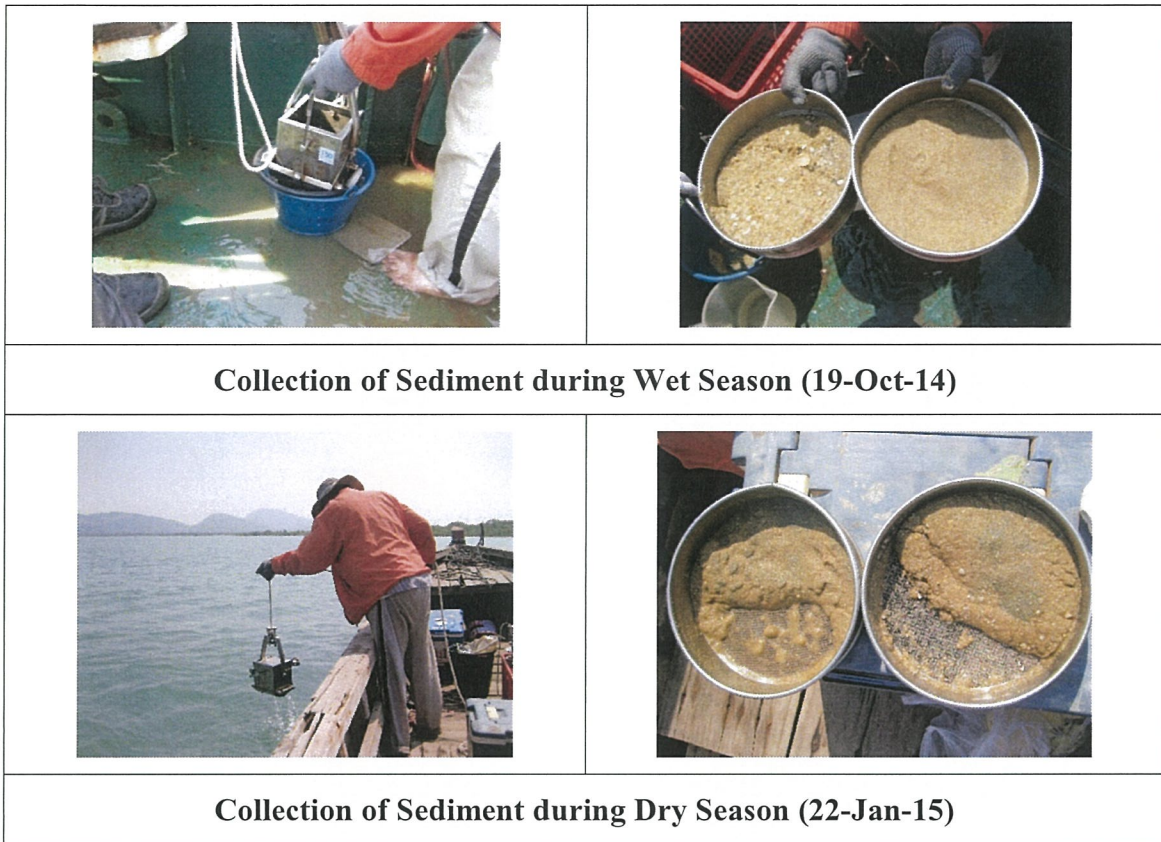 Collection of Sediment during Wet Season (19-Oct-14)
Collection of Sediment during Dry Season (22-Jan-15)